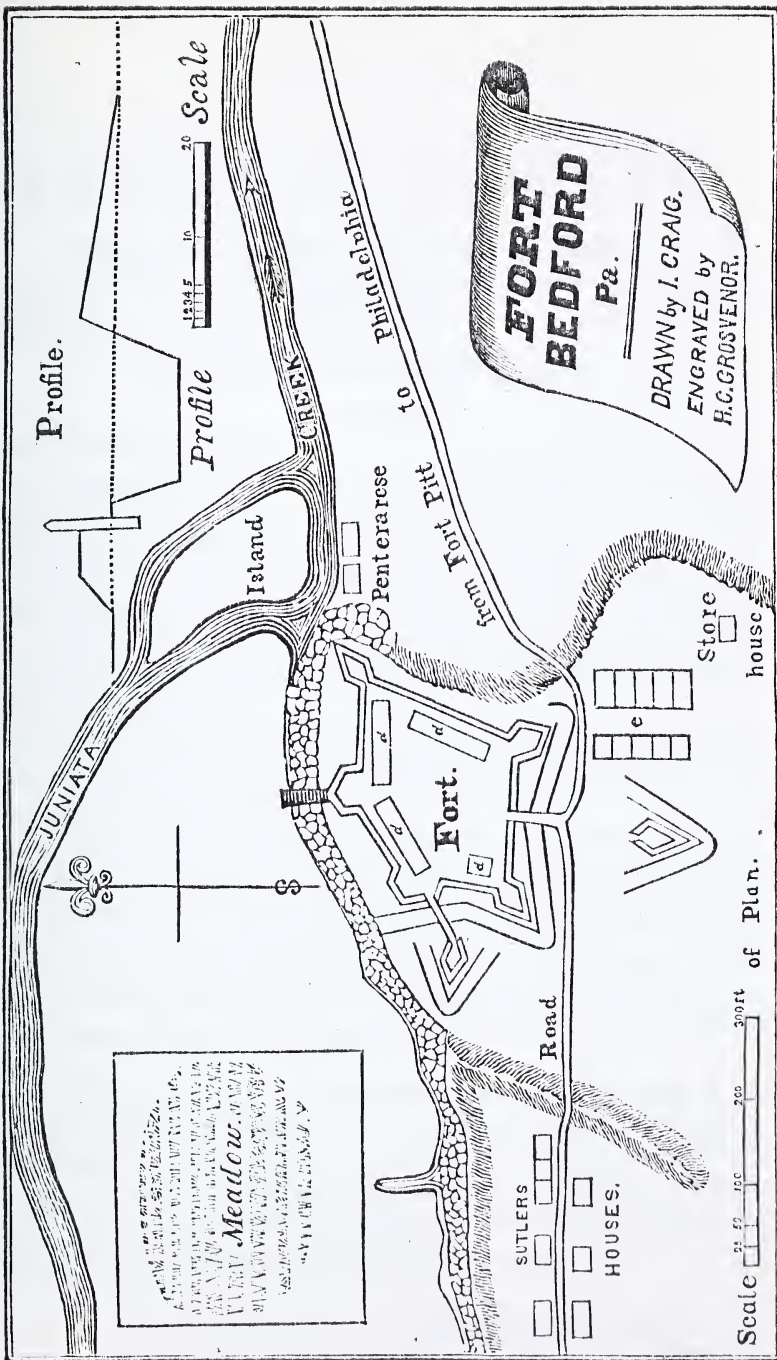 Profile.
Profile
12345 10 20 Scale
JUNIATA
CREEK
Island
Penterarese
Road from Fort Pitt to Philadelphia
FORT
BEDFORD
Pa.
DRAWN by I. CRAIG.
ENGRAVED by
H.C. GROSVENOR.
S
Meadow.
Fort.
d
d
d
d
e
Store
house
SUTLERS
HOUSES.
Scale 25 50 100 200 300ft of Plan.